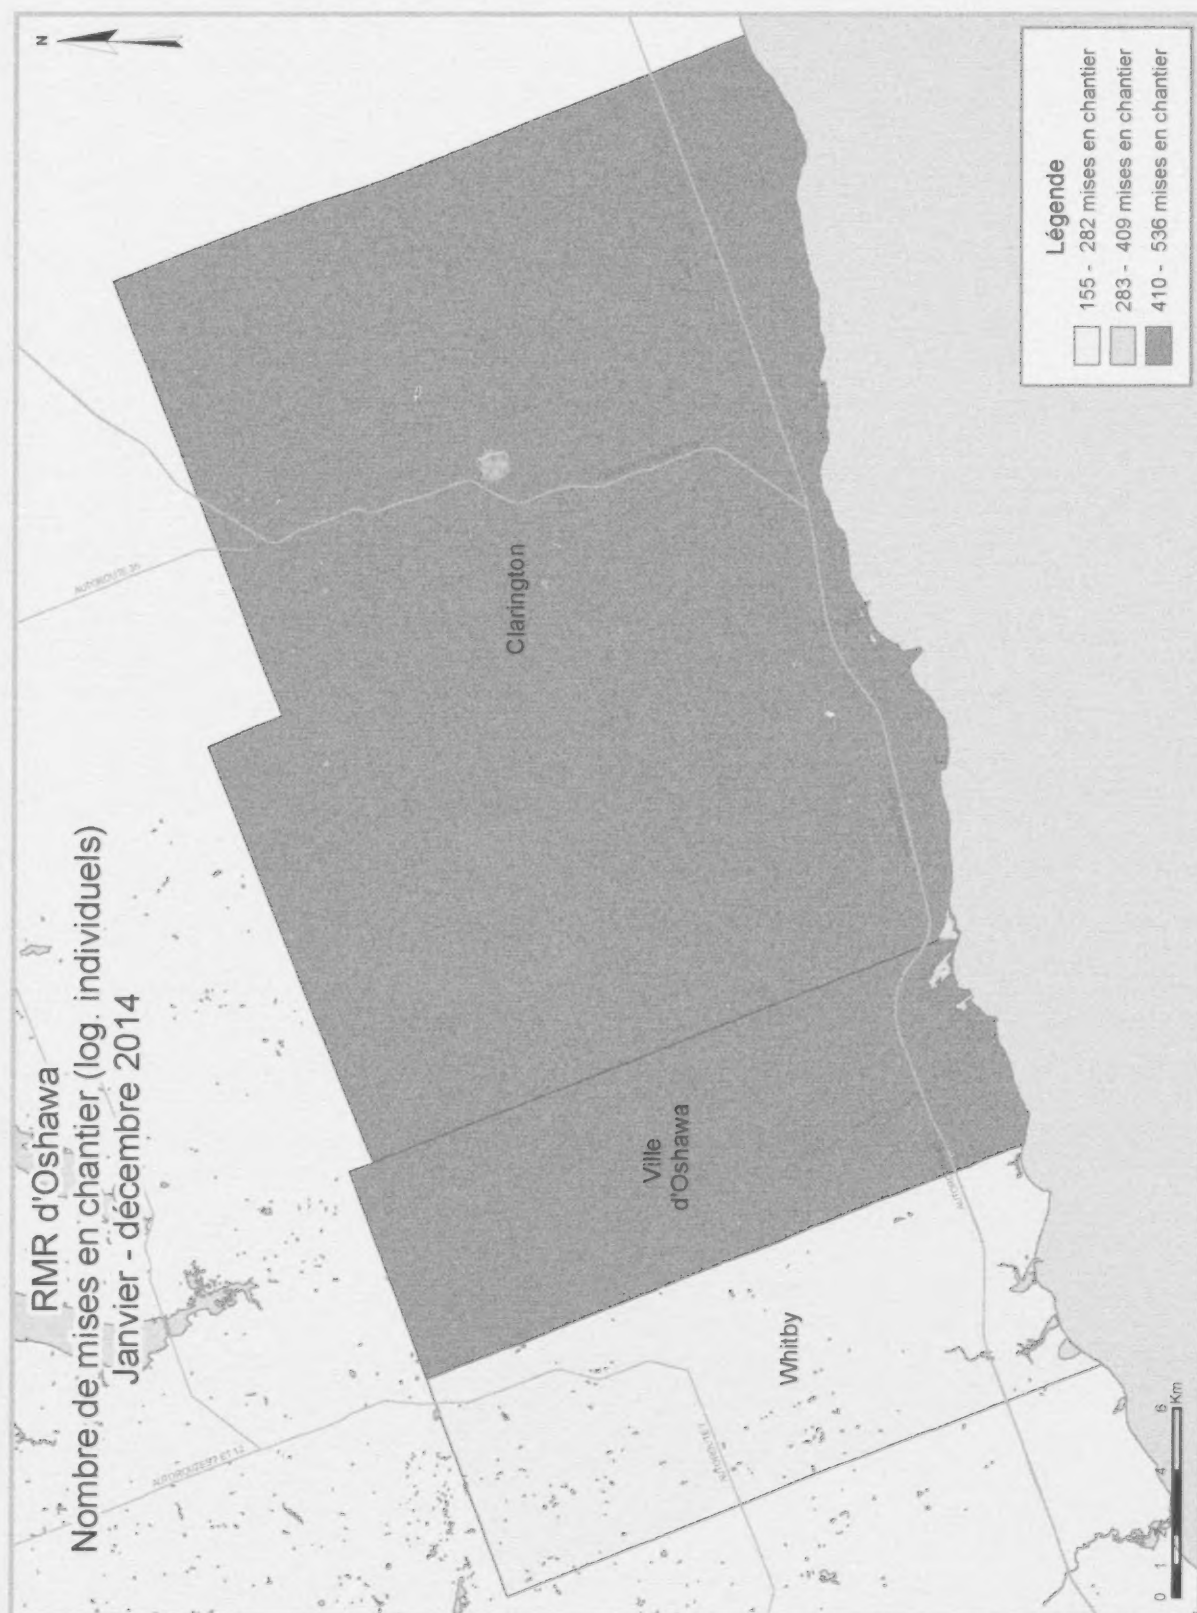 RMR d'Oshawa
Nombre de mises en chantier (log. individuels)
Janvier - décembre 2014
N
Clarington
Ville
d'Oshawa
Whitby
Légende
155 - 282 mises en chantier
283 - 409 mises en chantier
410 - 536 mises en chantier
0 1 2 4 6
Km